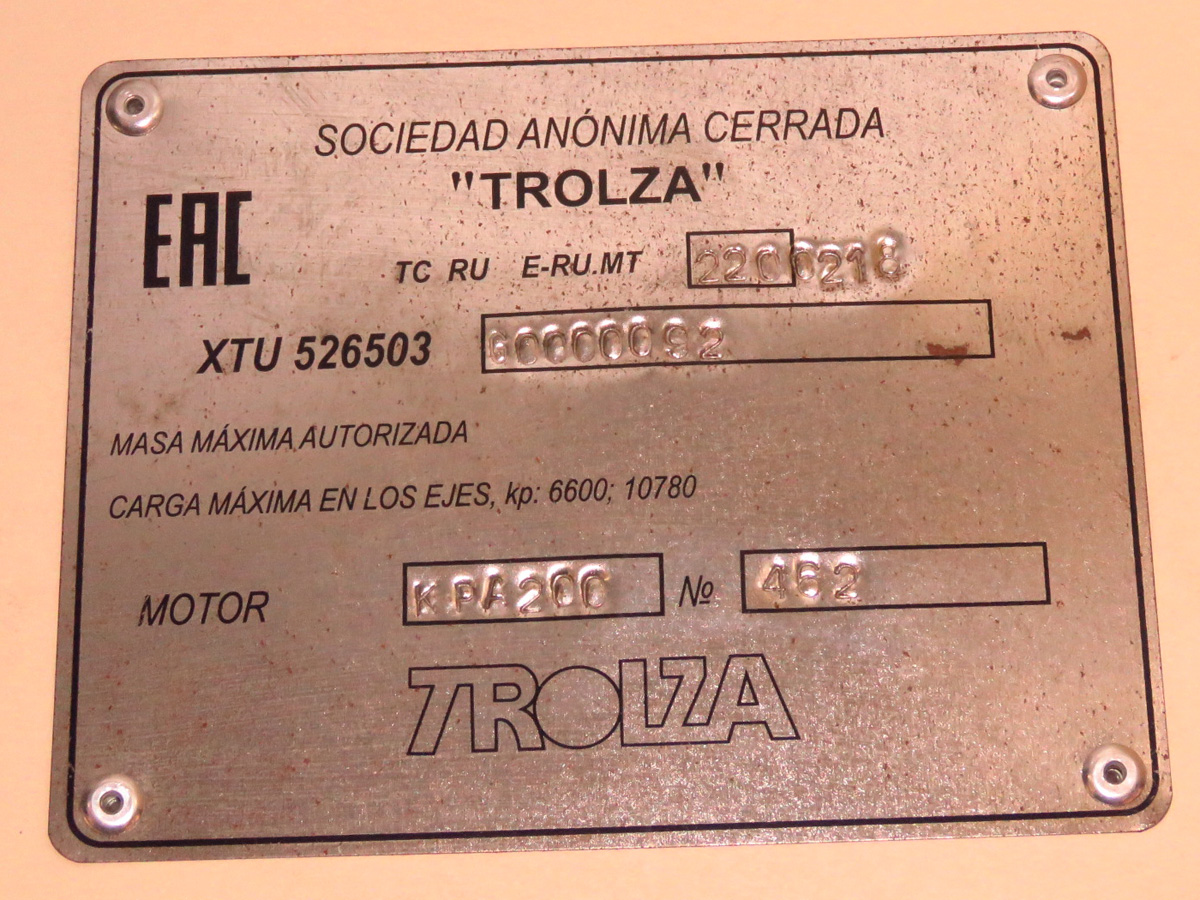 SOCIEDAD ANÓNIMA CERRADA
"TROLZA"
EAC
TC RU E-RU.MT 2200218
XTU 526503 G0000092
MASA MÁXIMA AUTORIZADA
CARGA MÁXIMA EN LOS EJES, kp: 6600; 10780
MOTOR KPA200 № 462
TROLZA